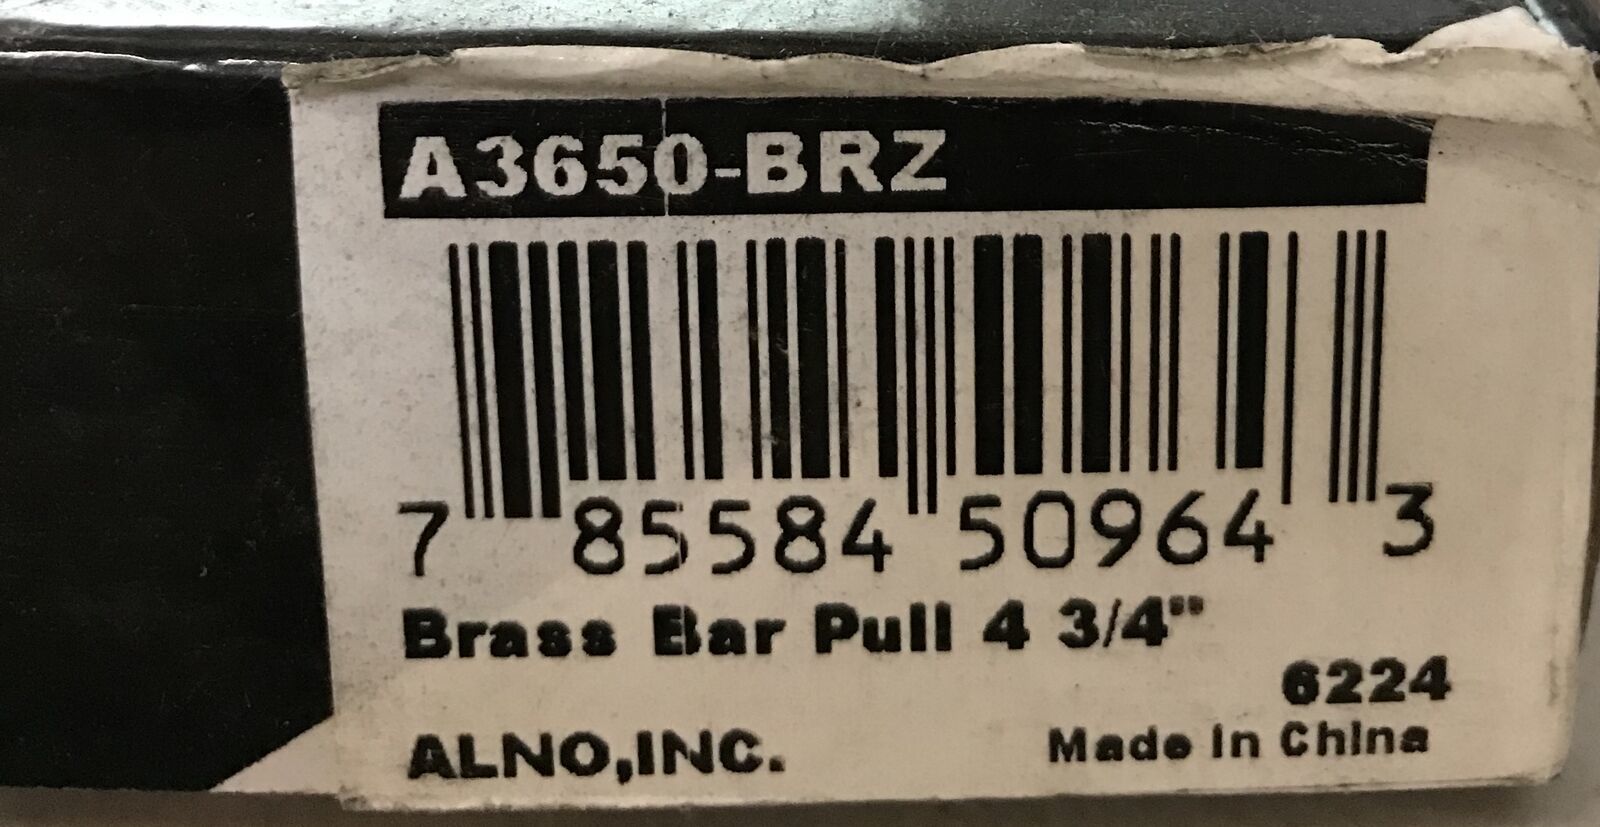 A3650-BRZ
7 85584 50964 3
Brass Bar Pull 4 3/4"
6224
ALNO,INC.
Made in China